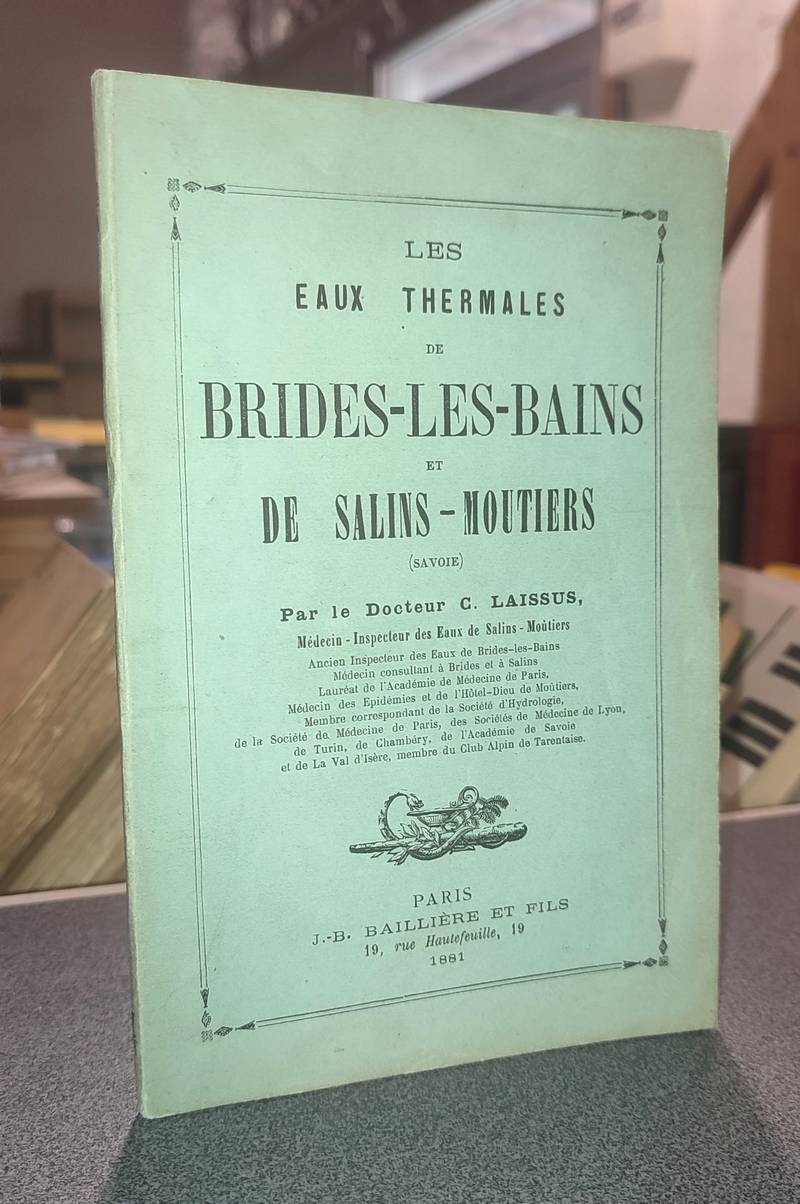 LES
EAUX THERMALES
DE
BRIDES-LES-BAINS
ET
DE SALINS-MOUTIERS
(SAVOIE)
Par le Docteur C. LAISSUS,
Médecin-Inspecteur des Eaux de Salins-Moûtiers
Ancien Inspecteur des Eaux de Brides-les-Bains
Médecin consultant à Brides et à Salins
Lauréat de l'Académie de Médecine de Paris,
Médecin des Epidémies et de l'Hôtel-Dieu de Moûtiers,
Membre correspondant de la Société d'Hydrologie,
de la Société de Médecine de Paris, des Sociétés de Médecine de Lyon,
de Turin, de Chambéry, de l'Académie de Savoie
et de La Val d'Isère, membre du Club Alpin de Tarentaise.
PARIS
J.-B. BAILLIÈRE ET FILS
19, rue Hautefeuille, 19
1881